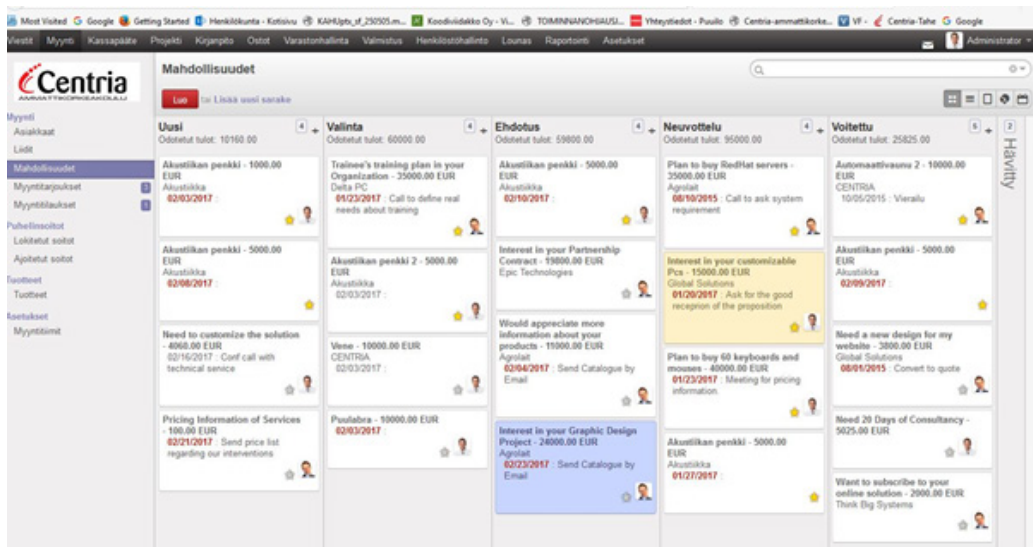 Most Visited Google Getting Started Henkilökunta - Kotisivu KAHUptx_sf_250505.m... Koodiviidakko Oy - Vi... TOIMINNANOHJAUSJ... Yhteystiedot - Puuilo Centria-ammattikorke... VF - Centria-Tahe Google
Viestit Myynti Kassapääte Projekti Kirjanpito Ostot Varastonhallinta Valmistus Henkilöstöhallinto Lounas Raportointi Asetukset Administrator
Centria
AMMATTIKORKEAKOULU
Mahdollisuudet
Luo tai Lisää uusi sarake
Myynti
Asiakkaat
Liidit
Mahdollisuudet
Myyntitarjoukset
Myyntitilaukset
Puhelinsoitot
Lokitetut soitot
Ajoitetut soitot
Tuotteet
Tuotteet
Asetukset
Myyntitiimit
Uusi 4
Odotetut tulot: 10160.00
Akustiikan penkki - 1000.00
EUR
Akustiikka
02/03/2017 :
Akustiikan penkki - 5000.00
EUR
Akustiikka
02/08/2017 :
Need to customize the solution
- 4060.00 EUR
02/16/2017 : Conf call with
technical service
Pricing Information of Services
- 100.00 EUR
02/21/2017 : Send price list
regarding our interventions
Valinta 4
Odotetut tulot: 60000.00
Trainee's training plan in your
Organization - 35000.00 EUR
Delta PC
01/23/2017 : Call to define real
needs about training
Akustiikan penkki 2 - 5000.00
EUR
Akustiikka
02/03/2017 :
Vene - 10000.00 EUR
CENTRIA
02/03/2017 :
Puulabra - 10000.00 EUR
02/03/2017 :
Ehdotus 4
Odotetut tulot: 59800.00
Akustiikan penkki - 5000.00
EUR
Akustiikka
02/10/2017 :
Interest in your Partnership
Contract - 19800.00 EUR
Epic Technologies
Would appreciate more
information about your
products - 11000.00 EUR
Agrolait
02/04/2017 : Send Catalogue by
Email
Interest in your Graphic Design
Project - 24000.00 EUR
Agrolait
02/23/2017 : Send Catalogue by
Email
Neuvottelu 4
Odotetut tulot: 95000.00
Plan to buy RedHat servers -
35000.00 EUR
Agrolait
08/10/2015 : Call to ask system
requirement
Interest in your customizable
Pcs - 15000.00 EUR
Global Solutions
01/20/2017 : Ask for the good
receprion of the proposition
Plan to buy 60 keyboards and
mouses - 40000.00 EUR
01/23/2017 : Meeting for pricing
information
Akustiikan penkki - 5000.00
EUR
Akustiikka
01/27/2017 :
Voitettu 5
Odotetut tulot: 25825.00
Automaattivaunu 2 - 10000.00
EUR
CENTRIA
10/05/2015 : Vierailu
Akustiikan penkki - 5000.00
EUR
Akustiikka
02/09/2017 :
Need a new design for my
website - 3800.00 EUR
Global Solutions
08/01/2015 : Convert to quote
Need 20 Days of Consultancy -
5025.00 EUR
Want to subscribe to your
online solution - 2000.00 EUR
Think Big Systems
2
Hävitty